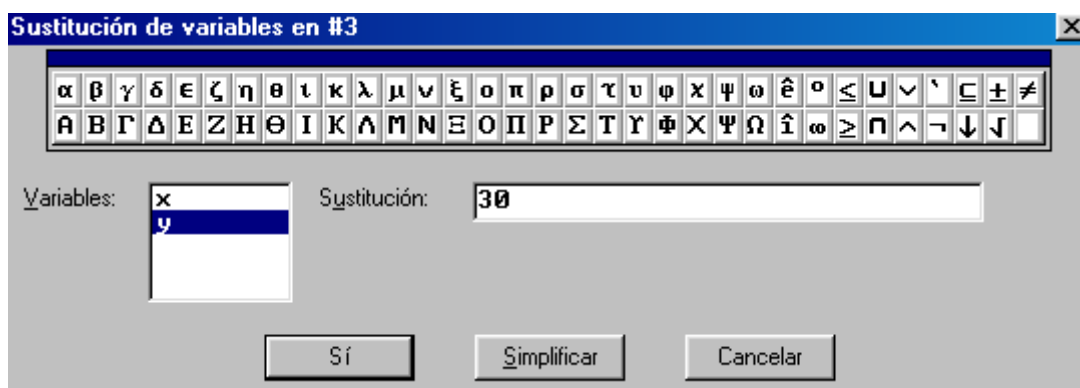 Sustitución de variables en #3
α β γ δ ε ζ η θ ι κ λ μ ν ξ ο π ρ σ τ υ φ χ ψ ω ê º ≤ ∪ ∨ ` ⊆ ± ≠
Α Β Γ Δ Ε Ζ Η Θ Ι Κ Λ Μ Ν Ξ Ο Π Ρ Σ Τ Υ Φ Χ Ψ Ω î ∞ ≥ ∩ ∧ ¬ ↓ √
Variables: x Sustitución: 30
y
Sí Simplificar Cancelar